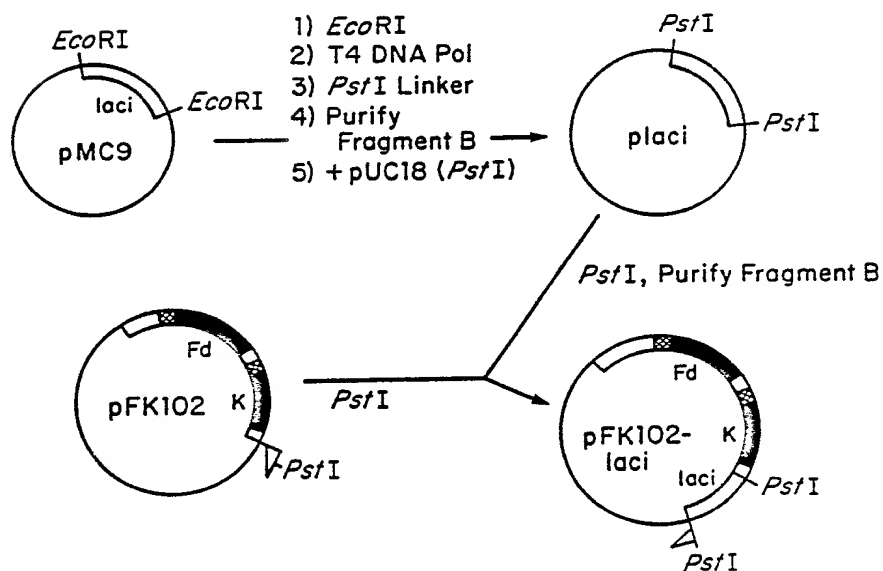 EcoRI
laci
EcoRI
pMC9
1) EcoRI
2) T4 DNA Pol
3) PstI Linker
4) Purify
Fragment B
5) +pUC18 (PstI)
PstI
PstI
placi
PstI, Purify Fragment B
Fd
pFK102
K
PstI
PstI
Fd
pFK102-
laci
K
laci
PstI
PstI